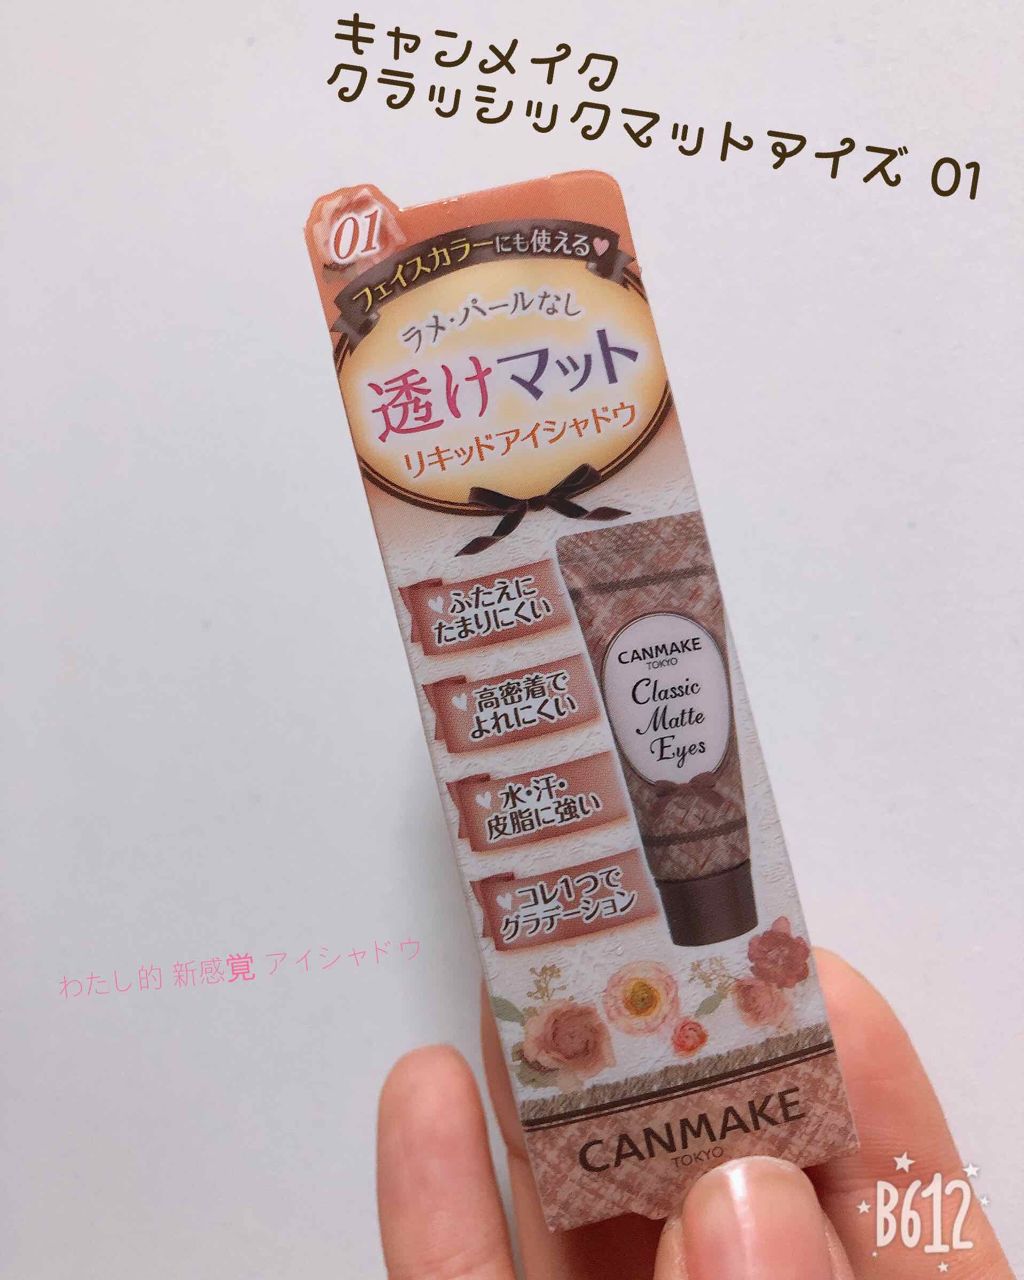 キャンメイク
クラッシックマットアイズ 01
01
フェイスカラーにも使える♥
ラメ・パールなし
透けマット
リキッドアイシャドウ
ふたえに
たまりにくい
高密着で
よれにくい
水・汗・
皮脂に強い
コレ1つで
グラデーション
CANMAKE
TOKYO
Classic
Matte
Eyes
わたし的 新感覚 アイシャドウ
CANMAKE
TOKYO
B612